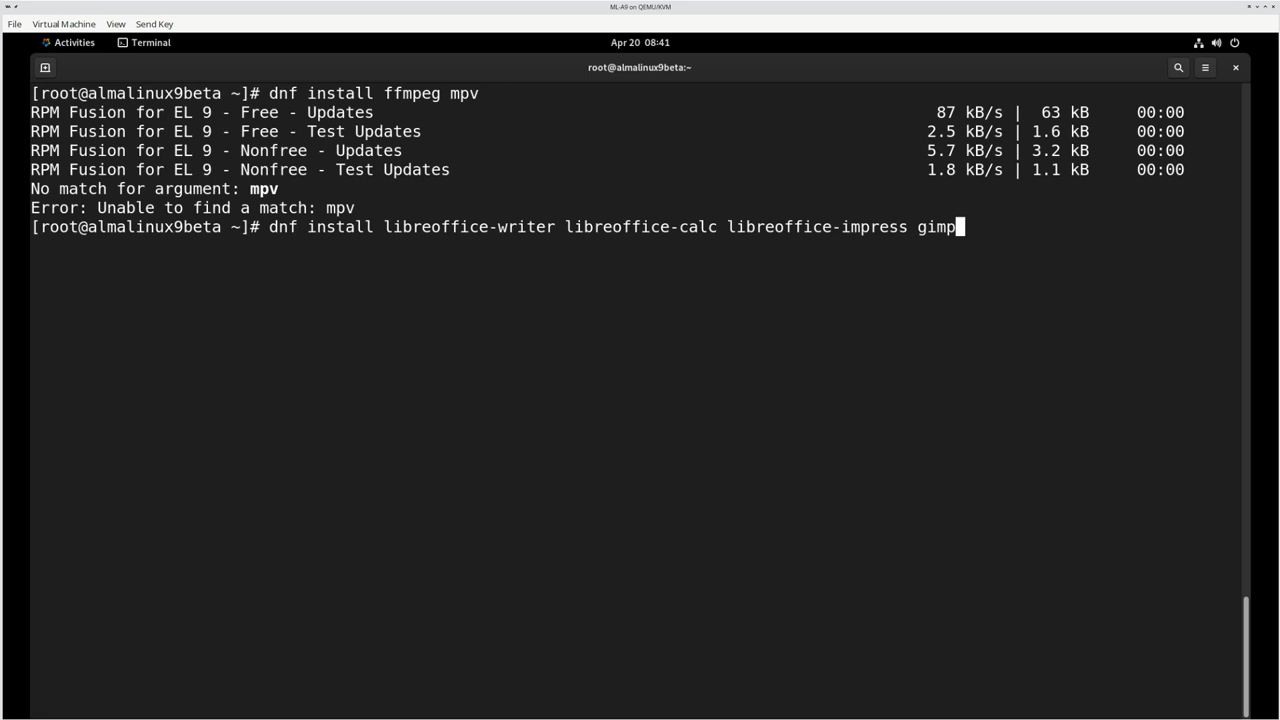 ML-A9 on QEMU/KVM
File Virtual Machine View Send Key
Activities Terminal Apr 20 08:41
root@almalinux9beta:~
[root@almalinux9beta ~]# dnf install ffmpeg mpv
RPM Fusion for EL 9 - Free - Updates 87 kB/s | 63 kB 00:00
RPM Fusion for EL 9 - Free - Test Updates 2.5 kB/s | 1.6 kB 00:00
RPM Fusion for EL 9 - Nonfree - Updates 5.7 kB/s | 3.2 kB 00:00
RPM Fusion for EL 9 - Nonfree - Test Updates 1.8 kB/s | 1.1 kB 00:00
No match for argument: mpv
Error: Unable to find a match: mpv
[root@almalinux9beta ~]# dnf install libreoffice-writer libreoffice-calc libreoffice-impress gimp